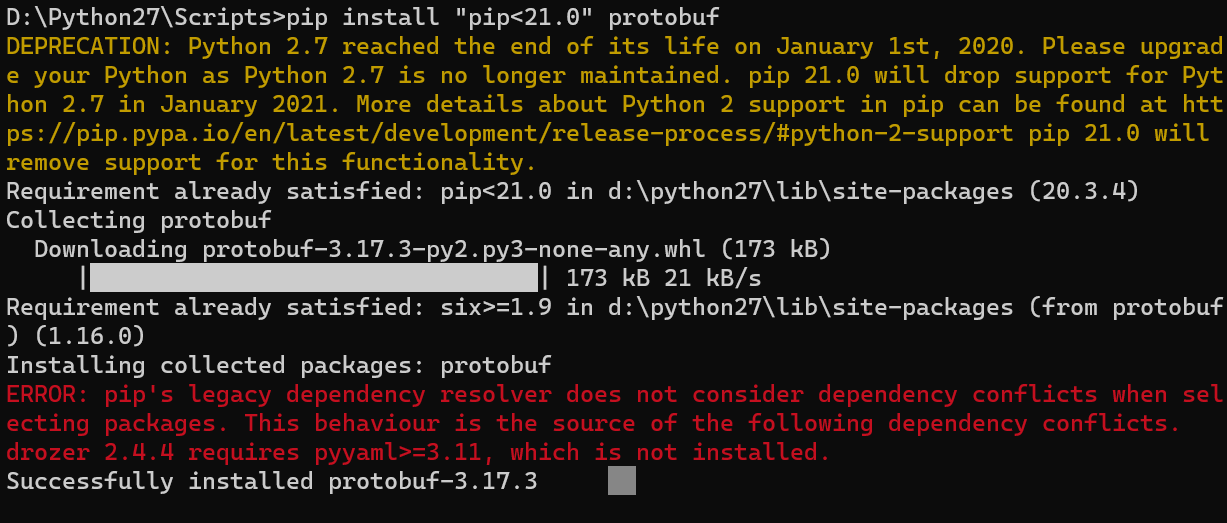 D:\Python27\Scripts>pip install "pip<21.0" protobuf
DEPRECATION: Python 2.7 reached the end of its life on January 1st, 2020. Please upgrad
e your Python as Python 2.7 is no longer maintained. pip 21.0 will drop support for Pyt
hon 2.7 in January 2021. More details about Python 2 support in pip can be found at htt
ps://pip.pypa.io/en/latest/development/release-process/#python-2-support pip 21.0 will
remove support for this functionality.
Requirement already satisfied: pip<21.0 in d:\python27\lib\site-packages (20.3.4)
Collecting protobuf
  Downloading protobuf-3.17.3-py2.py3-none-any.whl (173 kB)
     |████████████████████████████████| 173 kB 21 kB/s
Requirement already satisfied: six>=1.9 in d:\python27\lib\site-packages (from protobuf
) (1.16.0)
Installing collected packages: protobuf
ERROR: pip's legacy dependency resolver does not consider dependency conflicts when sel
ecting packages. This behaviour is the source of the following dependency conflicts.
drozer 2.4.4 requires pyyaml>=3.11, which is not installed.
Successfully installed protobuf-3.17.3